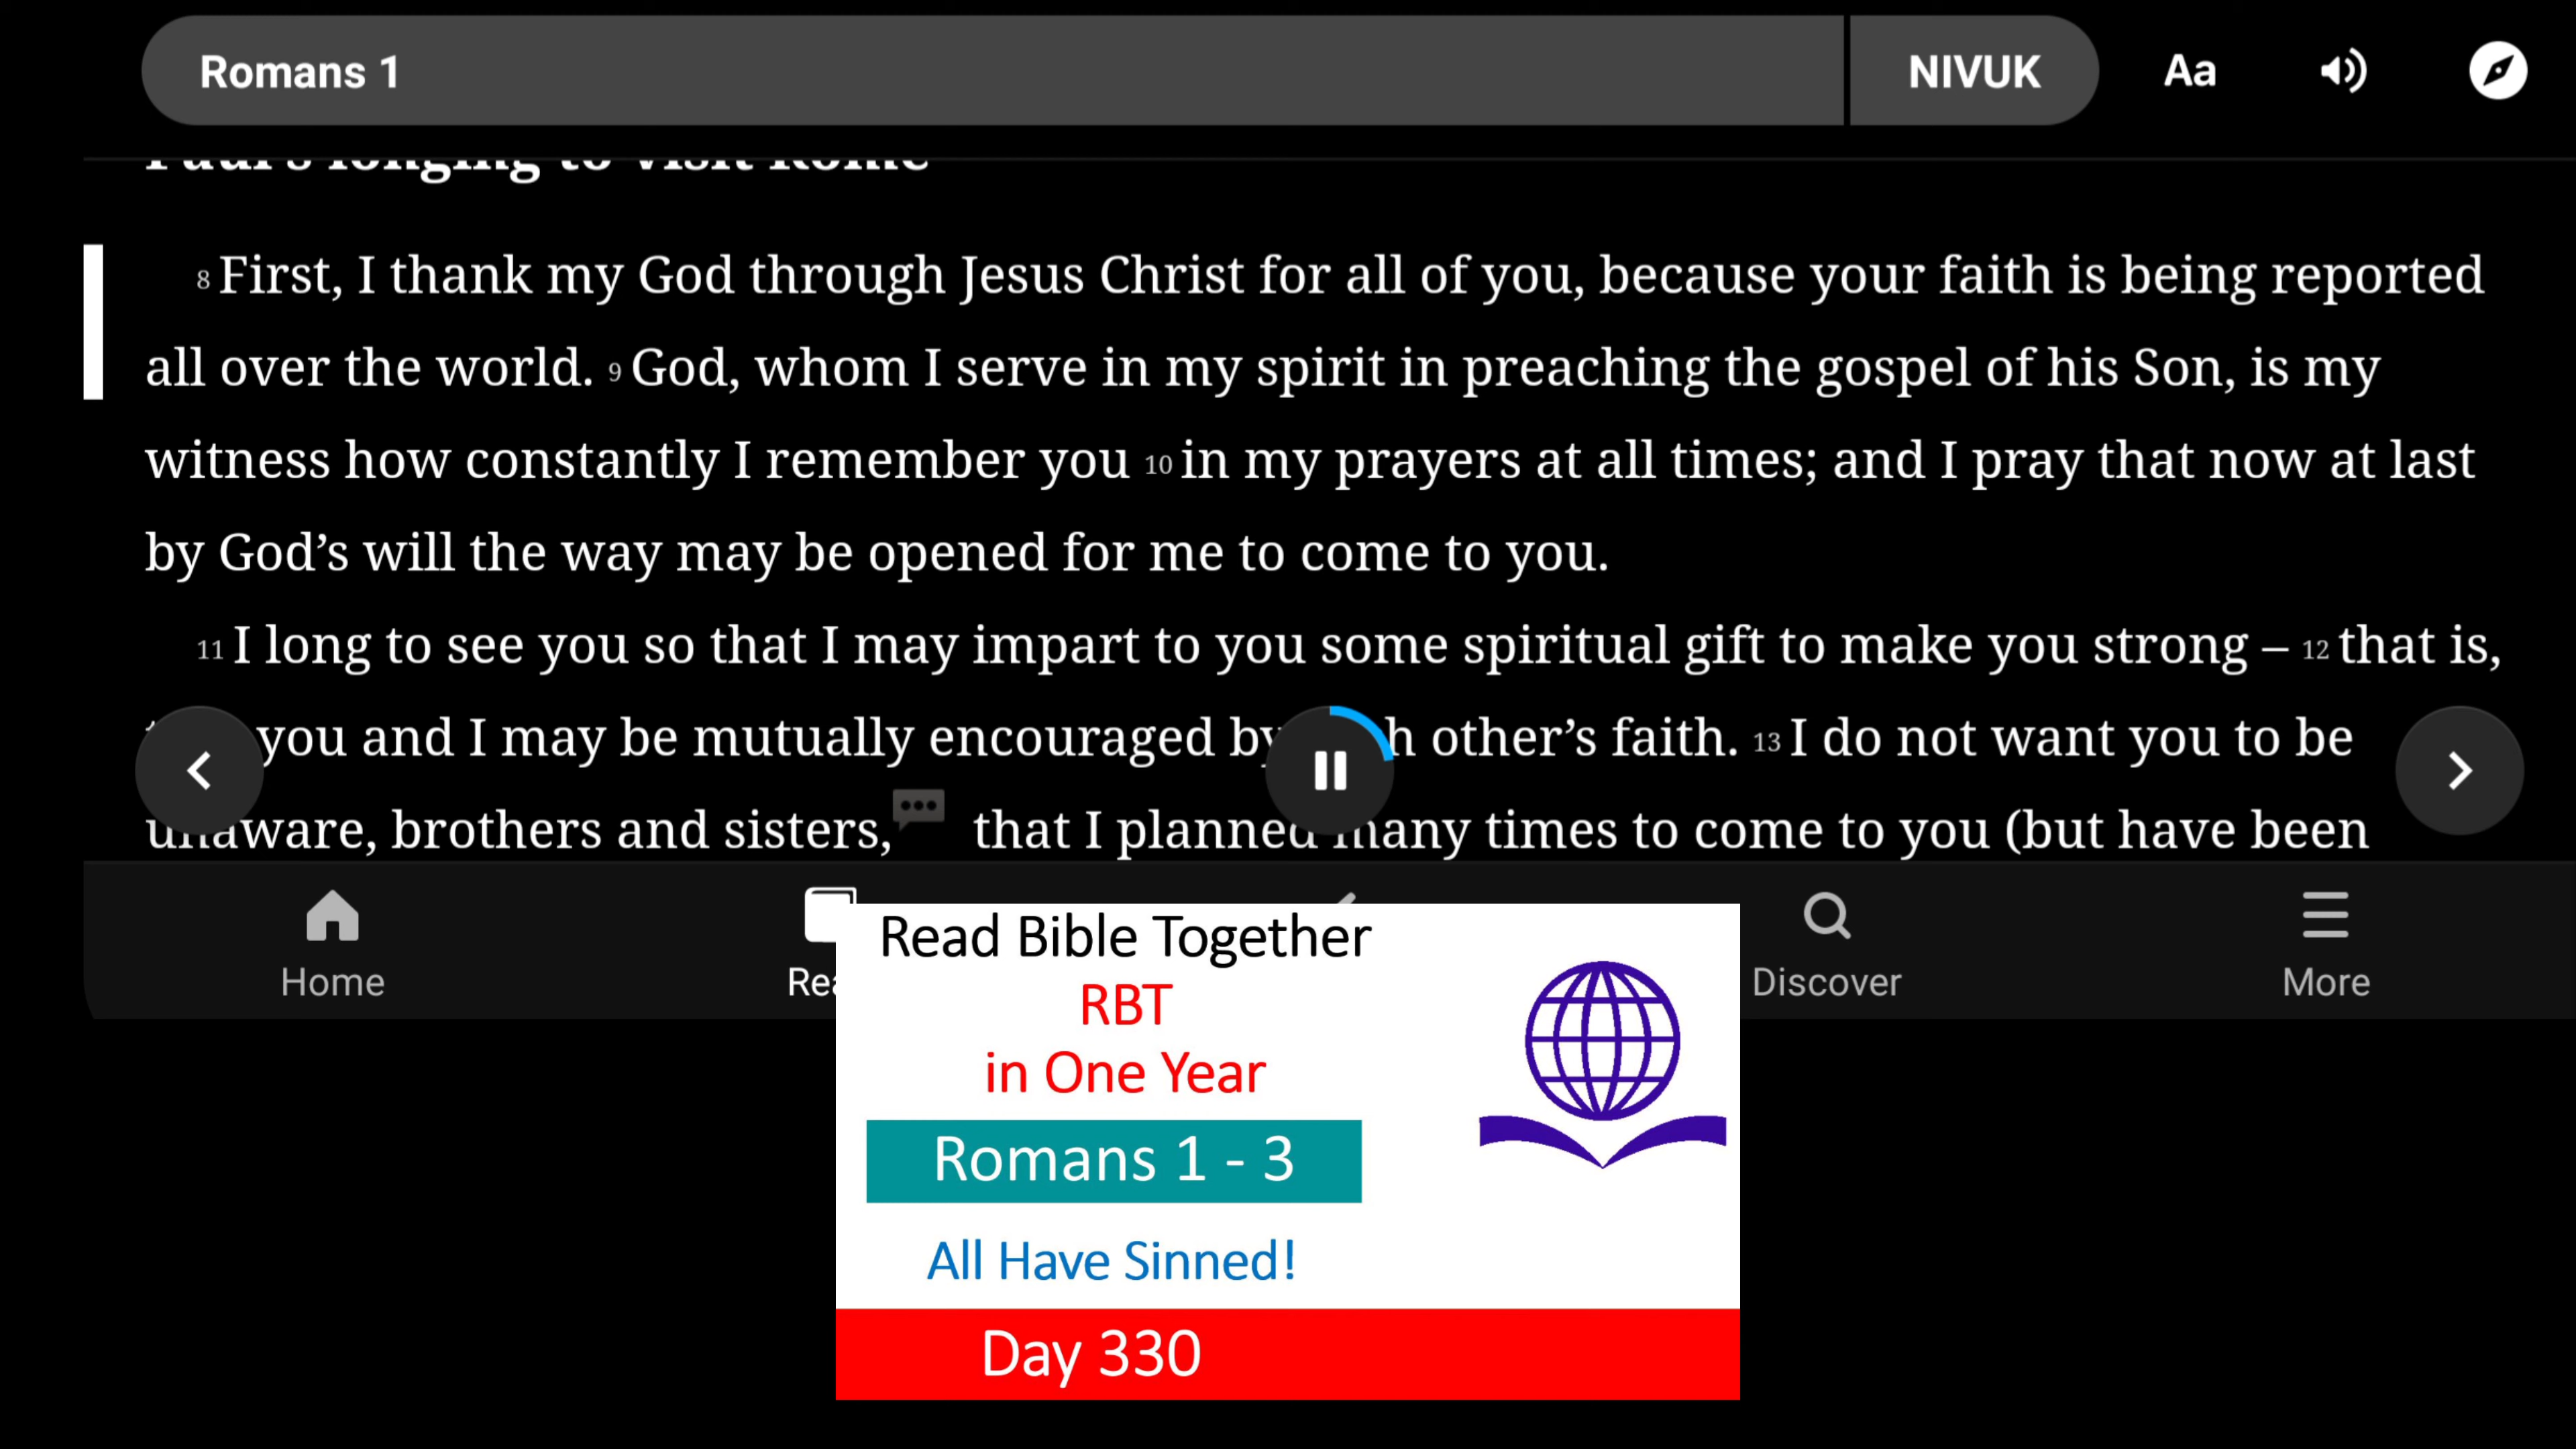 Romans 1
NIVUK
Aa
Paul's longing to visit Rome
8 First, I thank my God through Jesus Christ for all of you, because your faith is being reported
all over the world. 9 God, whom I serve in my spirit in preaching the gospel of his Son, is my
witness how constantly I remember you 10 in my prayers at all times; and I pray that now at last
by God’s will the way may be opened for me to come to you.
11 I long to see you so that I may impart to you some spiritual gift to make you strong – 12 that is,
you and I may be mutually encouraged by other’s faith. 13 I do not want you to be
unaware, brothers and sisters, that I planned many times to come to you (but have been
Home
Discover
More
Read Bible Together
RBT
in One Year
Romans 1 - 3
All Have Sinned!
Day 330